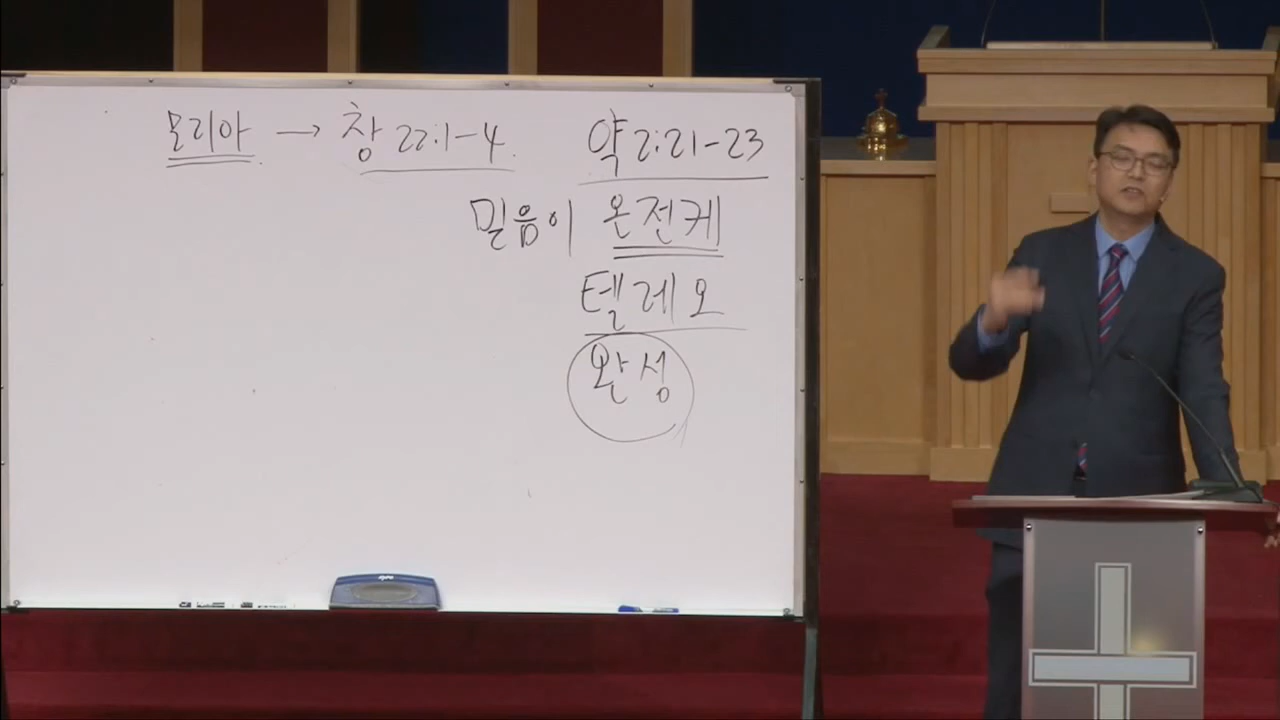 모리아 → 창 22:1-4. 약 2:21-23
믿음이 온전케
텔레오
완성
expo